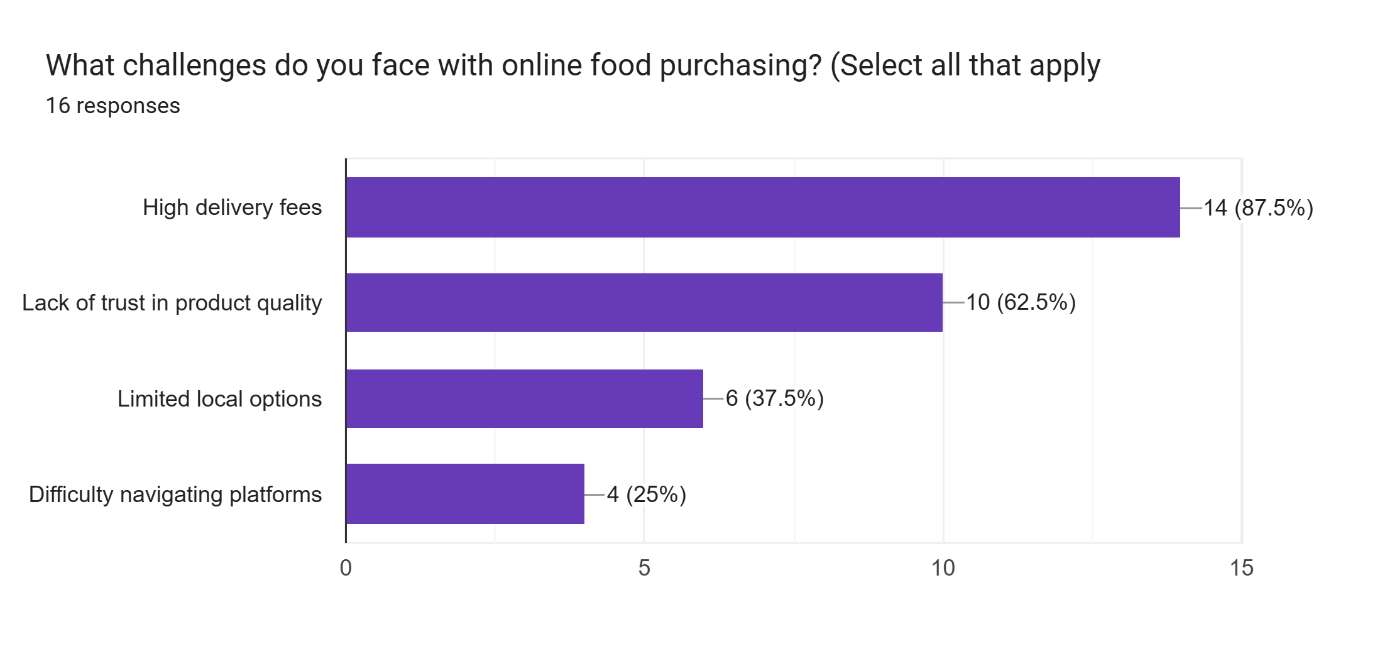 What challenges do you face with online food purchasing? (Select all that apply
16 responses
High delivery fees
14 (87.5%)
Lack of trust in product quality
10 (62.5%)
Limited local options
6 (37.5%)
Difficulty navigating platforms
4 (25%)
0 5 10 15